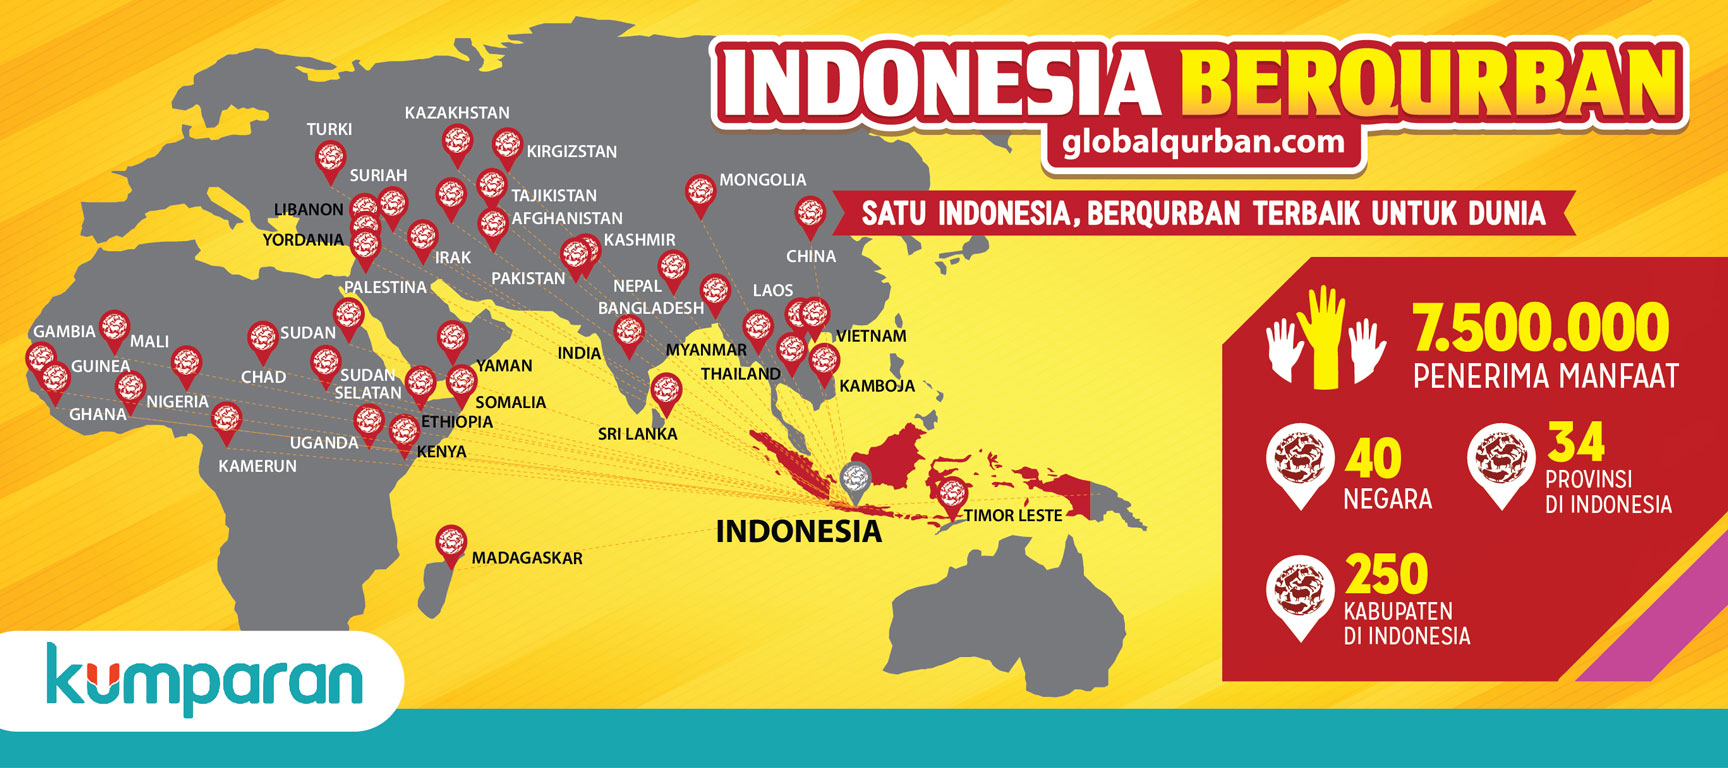 INDONESIA BERQURBAN
globalqurban.com
SATU INDONESIA, BERQURBAN TERBAIK UNTUK DUNIA
KAZAKHSTAN
TURKI
KIRGIZSTAN
SURIAH
MONGOLIA
TAJIKISTAN
LIBANON
AFGHANISTAN
YORDANIA
KASHMIR
IRAK
CHINA
PAKISTAN
PALESTINA
NEPAL
LAOS
BANGLADESH
GAMBIA
MALI
SUDAN
VIETNAM
INDIA
MYANMAR
GUINEA
YAMAN
CHAD
SUDAN
SELATAN
THAILAND
KAMBOJA
NIGERIA
SOMALIA
GHANA
ETHIOPIA
SRI LANKA
UGANDA
KENYA
KAMERUN
TIMOR LESTE
INDONESIA
MADAGASKAR
7.500.000
PENERIMA MANFAAT
40
NEGARA
34
PROVINSI
DI INDONESIA
250
KABUPATEN
DI INDONESIA
kumparan